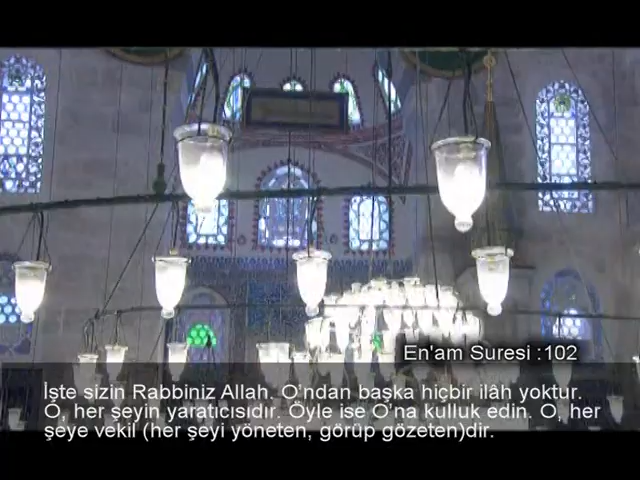 En'am Suresi :102
İşte sizin Rabbiniz Allah. O'ndan başka hiçbir ilâh yoktur.
O, her şeyin yaratıcısıdır. Öyle ise O'na kulluk edin. O, her
şeye vekil (her şeyi yöneten, görüp gözeten)dir.